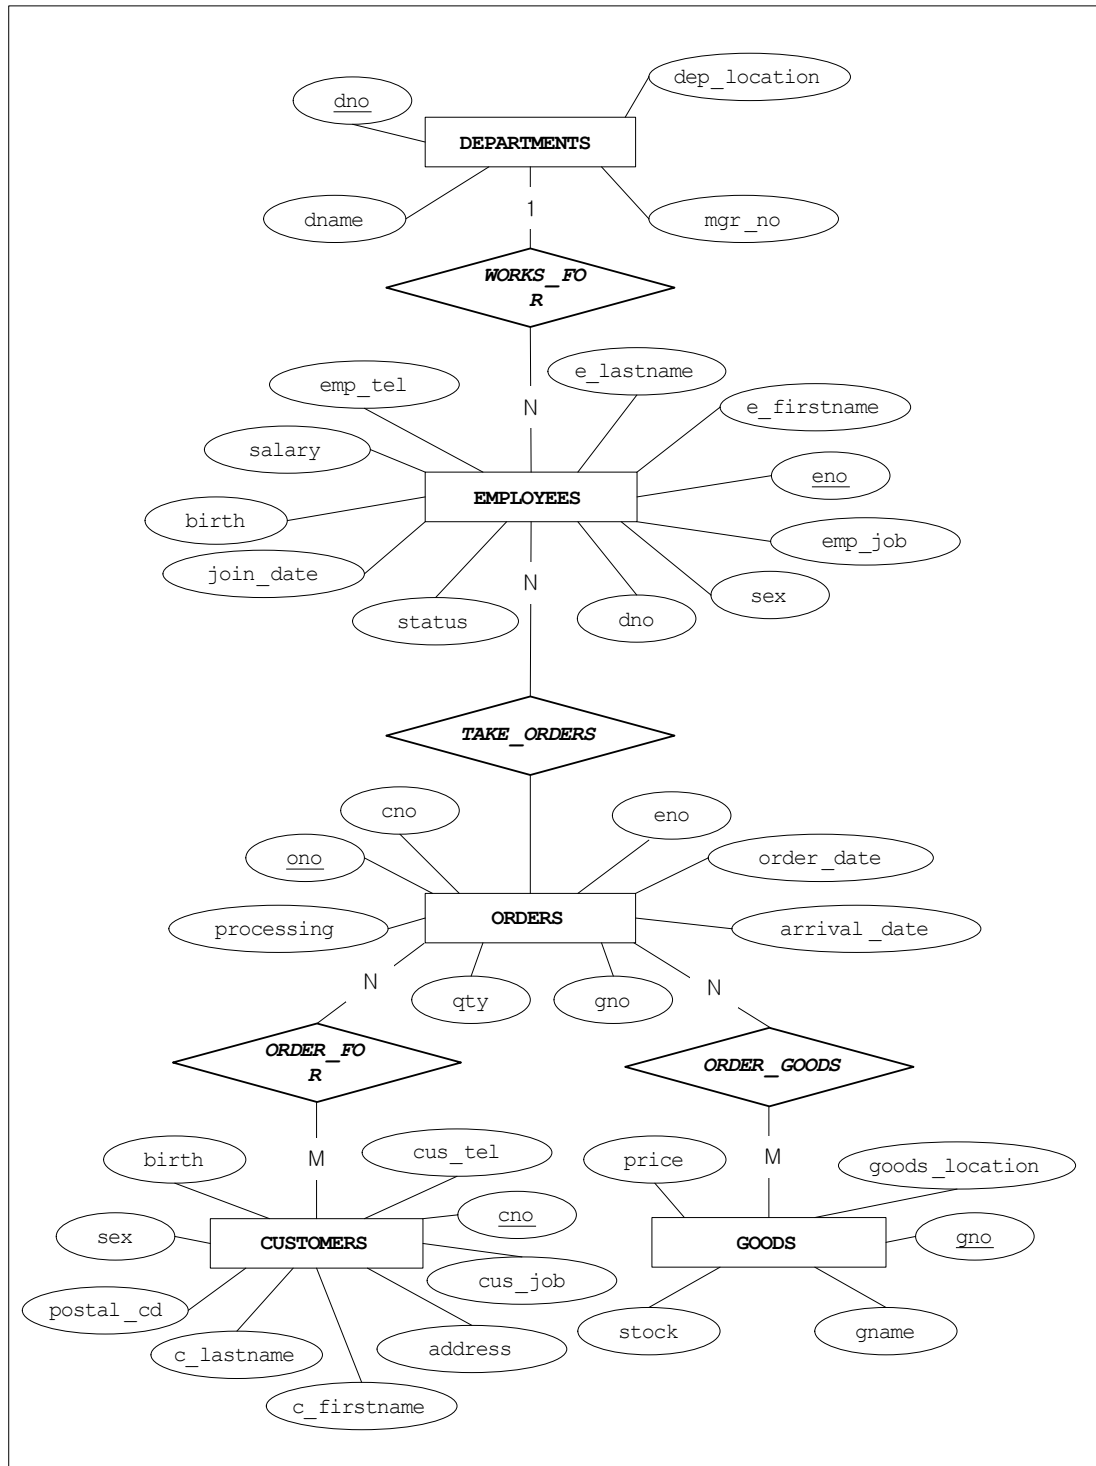 dep_location
dno
DEPARTMENTS
dname
1
mgr_no
WORKS_FO
R
emp_tel
e_lastname
N
e_firstname
salary
eno
EMPLOYEES
birth
emp_job
join_date
N
sex
status
dno
TAKE_ORDERS
cno
eno
ono
order_date
ORDERS
processing
arrival_date
N
qty
gno
N
ORDER_FO
R
ORDER_GOODS
birth
M
cus_tel
price
M
goods_location
cno
sex
CUSTOMERS
GOODS
gno
cus_job
postal_cd
c_lastname
address
stock
gname
c_firstname